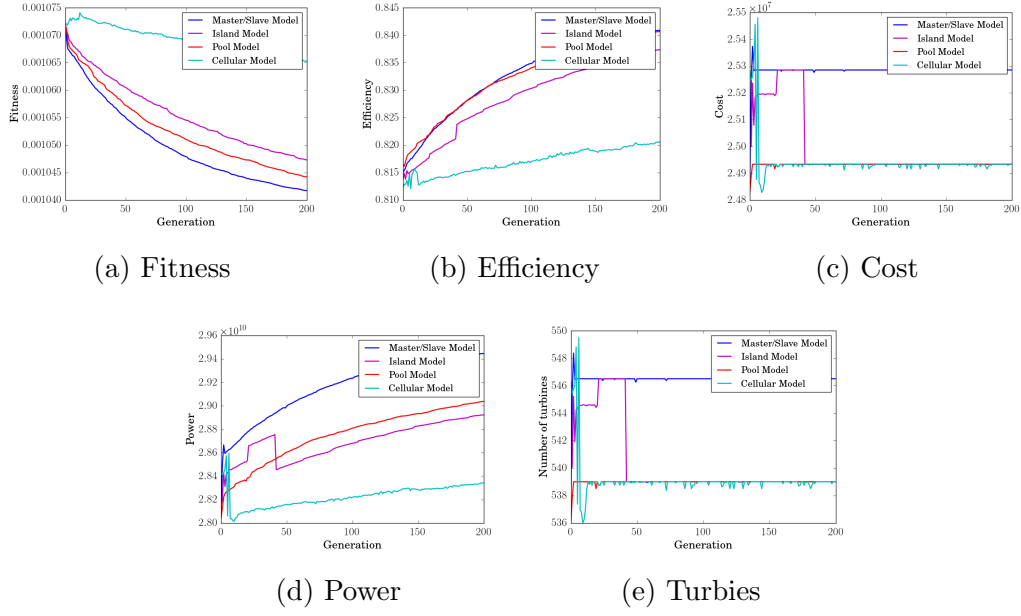 0.001075
0.001070
0.001065
0.001060
0.001055
0.001050
0.001045
0.001040
Fitness
0 50 100 150 200
Generation
Master/Slave Model
Island Model
Pool Model
Cellular Model
(a) Fitness
0.845
0.840
0.835
0.830
0.825
0.820
0.815
0.810
Efficiency
0 50 100 150 200
Generation
Master/Slave Model
Island Model
Pool Model
Cellular Model
(b) Efficiency
×10⁷
2.55
2.54
2.53
2.52
2.51
2.50
2.49
2.48
Cost
0 50 100 150 200
Generation
Master/Slave Model
Island Model
Pool Model
Cellular Model
(c) Cost
×10¹⁰
2.96
2.94
2.92
2.90
2.88
2.86
2.84
2.82
2.80
Power
0 50 100 150 200
Generation
Master/Slave Model
Island Model
Pool Model
Cellular Model
(d) Power
550
548
546
544
542
540
538
536
Number of turbines
0 50 100 150 200
Generation
Master/Slave Model
Island Model
Pool Model
Cellular Model
(e) Turbies